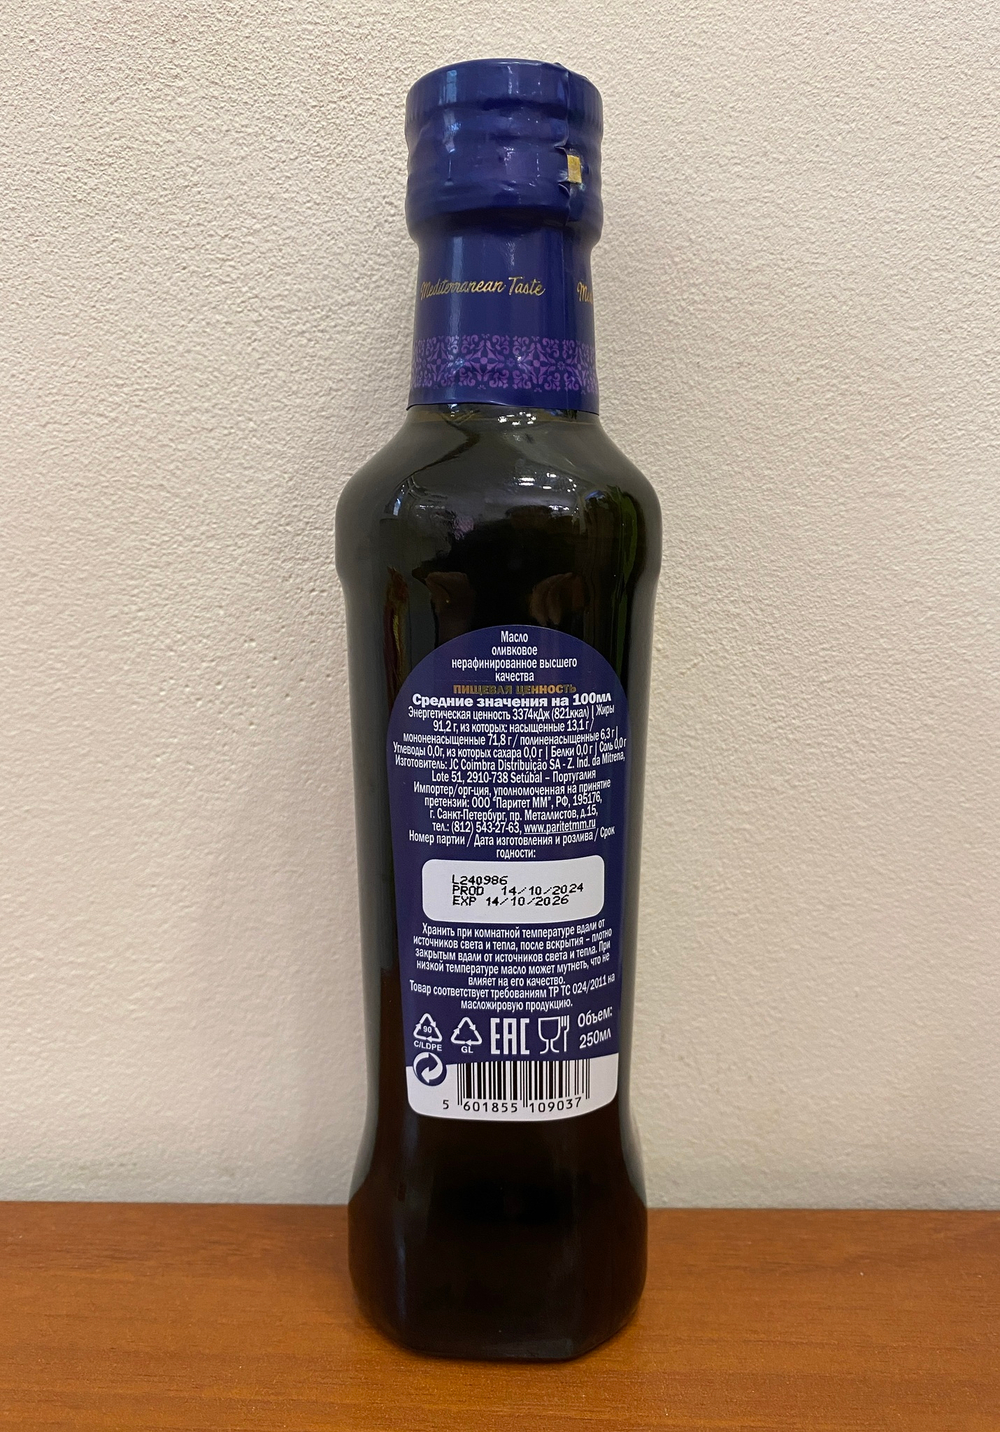 Mediterranean Taste
Масло
оливковое
нерафинированное высшего
качества
ПИЩЕВАЯ ЦЕННОСТЬ
Средние значения на 100мл
Энергетическая ценность 3374кДж (821ккал) | Жиры
91,2 г, из которых: насыщенные 13,1 г /
мононенасыщенные 71,8 г / полиненасыщенные 6,3 г |
Углеводы 0,0г, из которых сахара 0,0 г | Белки 0,0 г | Соль 0,0 г
Изготовитель: JC Coimbra Distribuição SA - Z. Ind. da Mitrena,
Lote 51, 2910-738 Setúbal – Португалия
Импортер/орг-ция, уполномоченная на принятие
претензий: ООО "Паритет ММ", РФ, 195176,
г. Санкт-Петербург, пр. Металлистов, д.15,
тел.: (812) 543-27-63, www.paritetmm.ru
Номер партии / Дата изготовления и розлива / Срок
годности:
L240986
PROD 14/10/2024
EXP 14/10/2026
Хранить при комнатной температуре вдали от
источников света и тепла, после вскрытия – плотно
закрытым вдали от источников света и тепла. При
низкой температуре масло может мутнеть, что не
влияет на его качество.
Товар соответствует требованиям ТР ТС 024/2011 на
масложировую продукцию.
90
C/LDPE
GL
EAC
Объем:
250мл
5 601855 109037